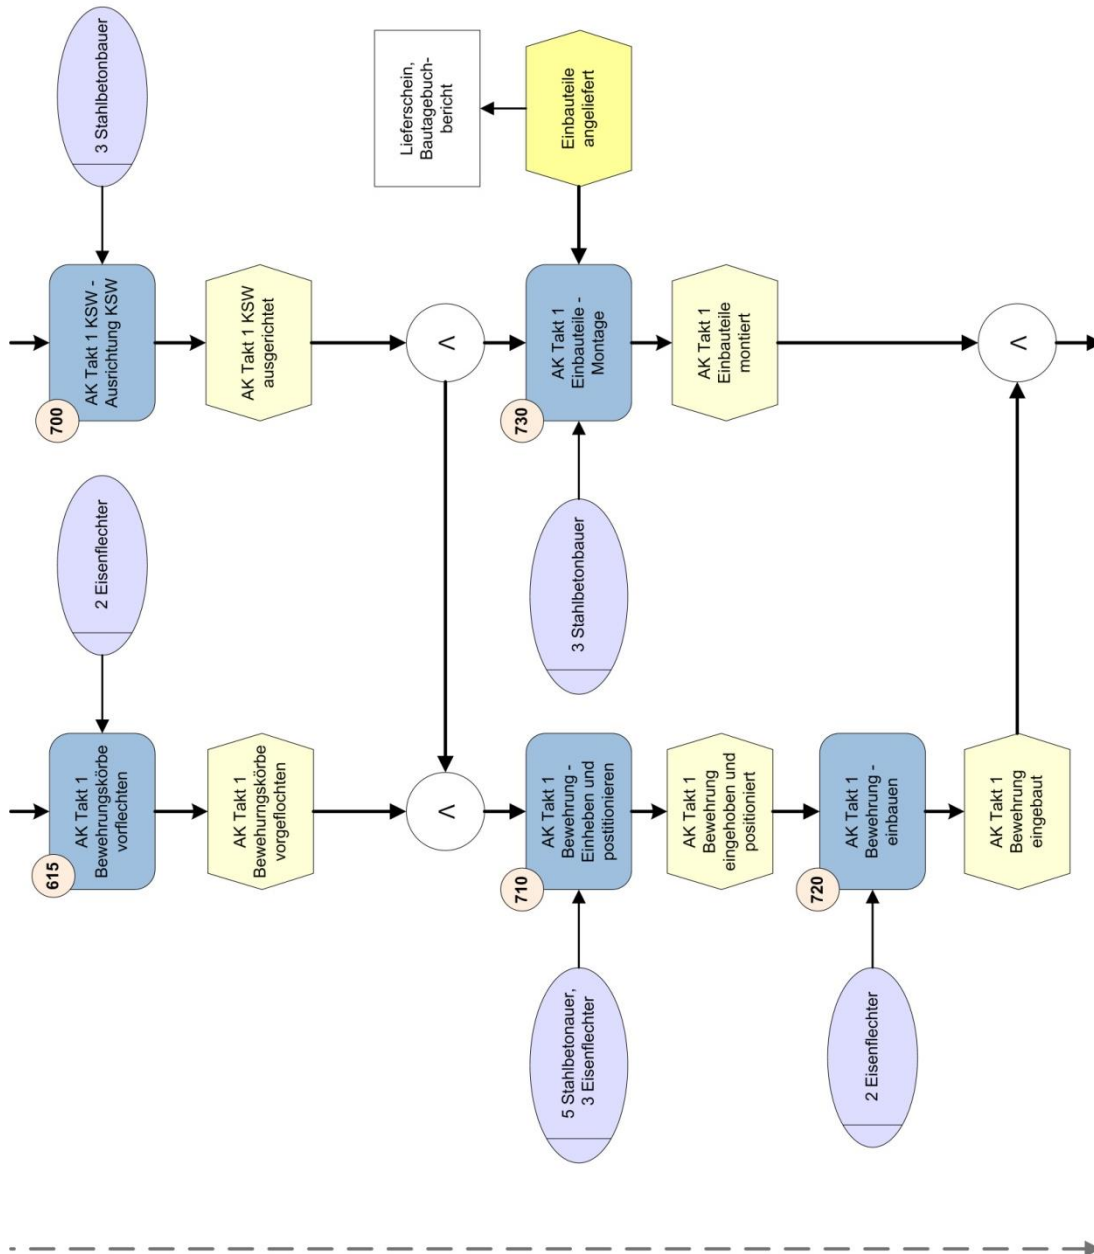 615
AK Takt 1
Bewehrungskörbe
vorflechten
2 Eisenflechter
700
AK Takt 1 KSW -
Ausrichtung KSW
3 Stahlbetonbauer
AK Takt 1
Bewehungskörbe
vorgeflochten
AK Takt 1 KSW
ausgerichtet
∧
∧
Lieferschein,
Bautagebuch-
bericht
5 Stahlbetonauer,
3 Eisenflechter
710
AK Takt 1
Bewehrung -
Einheben und
postitionieren
3 Stahlbetonbauer
730
AK Takt 1
Einbauteile -
Montage
Einbauteile
angeliefert
AK Takt 1
Bewehrung
eingehoben und
positioniert
AK Takt 1
Einbauteile
montiert
2 Eisenflechter
720
AK Takt 1
Bewehrung -
einbauen
AK Takt 1
Bewehrung
eingebaut
∧